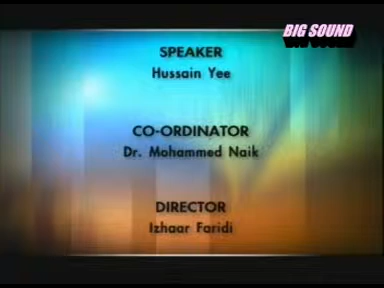 BIG SOUND
SPEAKER
Hussain Yee
CO-ORDINATOR
Dr. Mohammed Naik
DIRECTOR
Izhaar Faridi